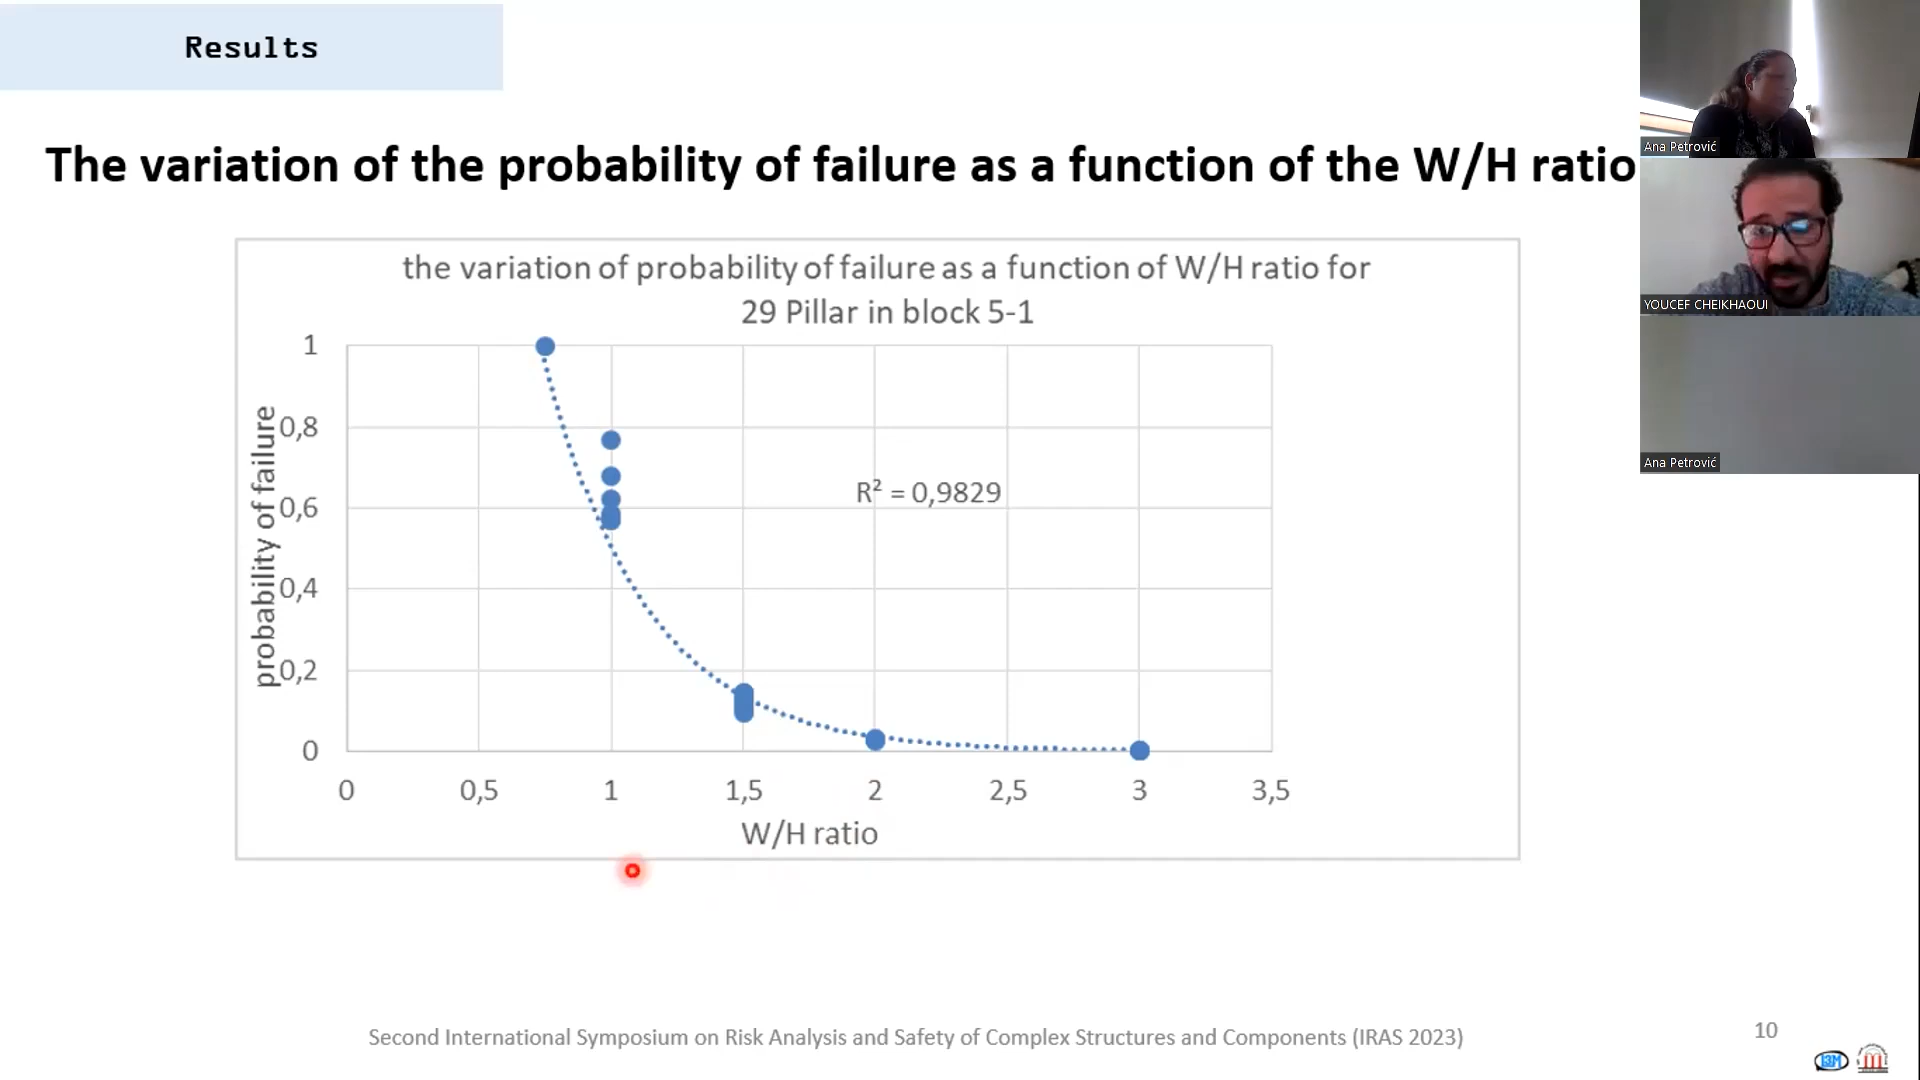 Results
The variation of the probability of failure as a function of the W/H ratio
the variation of probability of failure as a function of W/H ratio for
29 Pillar in block 5-1
probability of failure
1
0,8
0,6
0,4
0,2
0
R² = 0,9829
0 0,5 1 1,5 2 2,5 3 3,5
W/H ratio
Second International Symposium on Risk Analysis and Safety of Complex Structures and Components (IRAS 2023)
10
Ana Petrović
YOUCEF CHEIKHAOUI
Ana Petrović